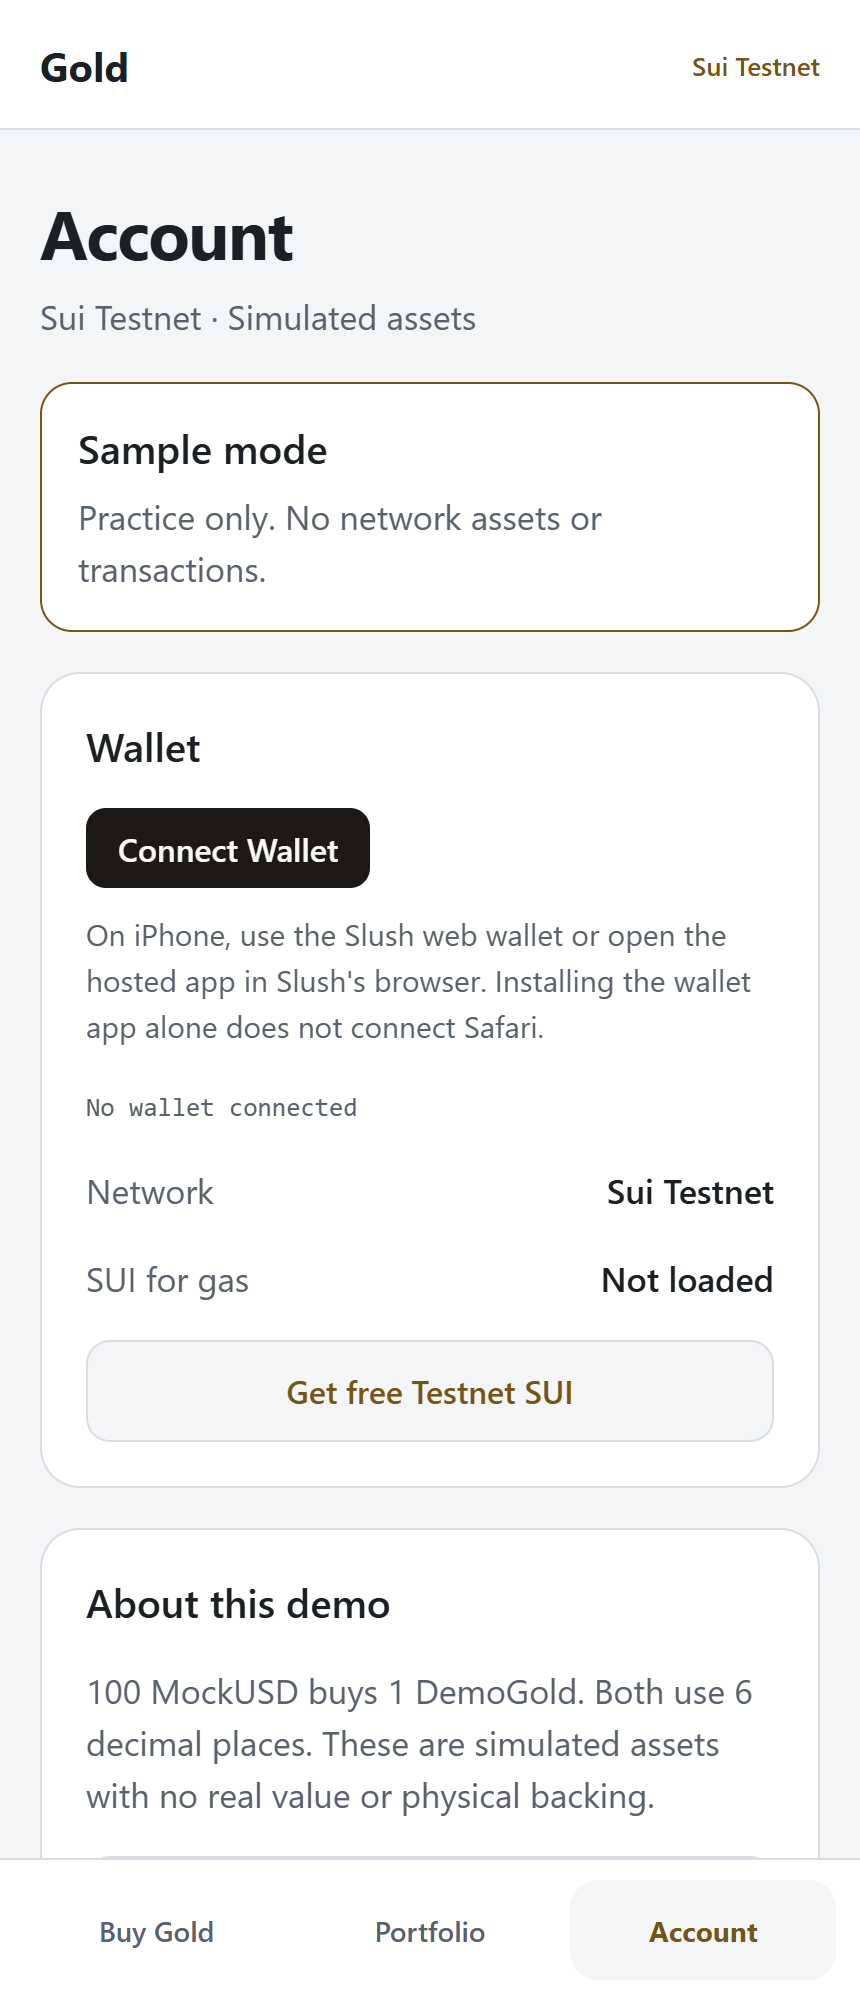 Gold
Sui Testnet
Account
Sui Testnet · Simulated assets
Sample mode
Practice only. No network assets or
transactions.
Wallet
Connect Wallet
On iPhone, use the Slush web wallet or open the
hosted app in Slush's browser. Installing the wallet
app alone does not connect Safari.
No wallet connected
Network
Sui Testnet
SUI for gas
Not loaded
Get free Testnet SUI
About this demo
100 MockUSD buys 1 DemoGold. Both use 6
decimal places. These are simulated assets
with no real value or physical backing.
Buy Gold
Portfolio
Account